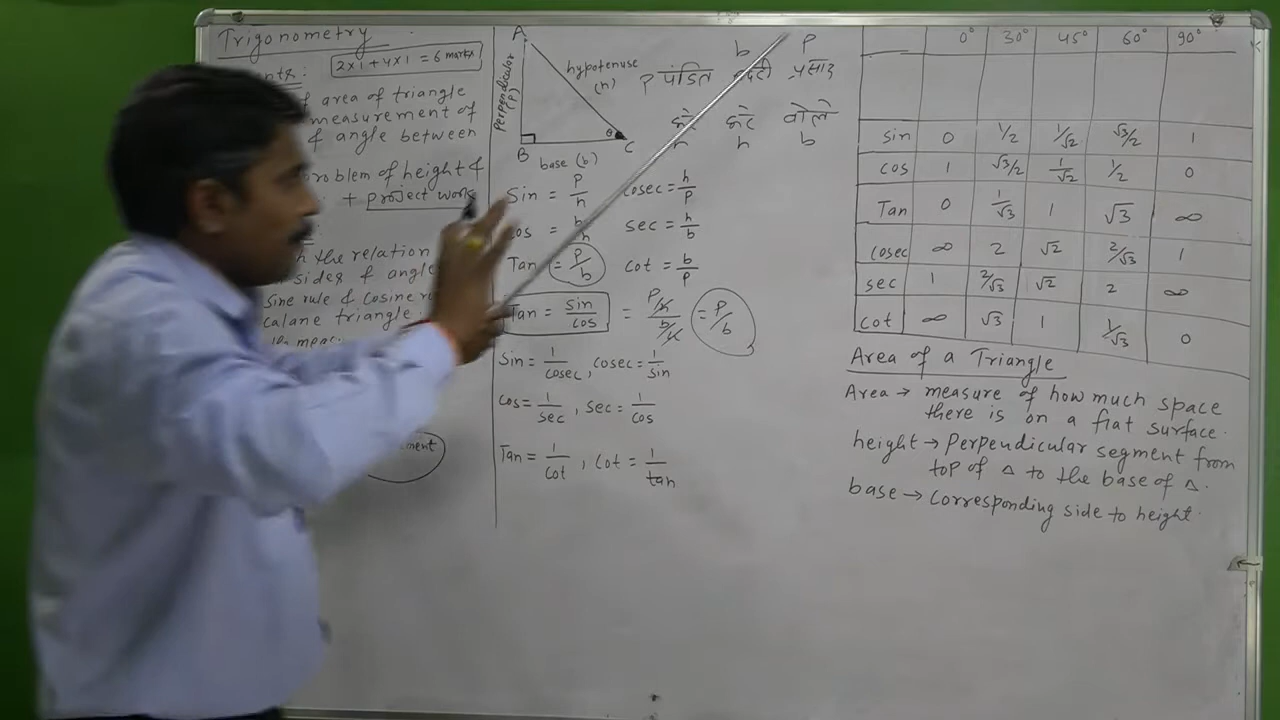 Trigonometry
2x1+4x1 = 6 marks
area of triangle
measurement of
& angle between
problem of height &
+ project work
the relation
sides & angle
sine rule & cosine
calane triangle
A
B
C
θ
Perpendicular
(P)
hypotenuse
(h)
base (b)
b P
P पंडित प्रसाद
बोले
h h b
Sin = P/h cosec = h/P
cos = sec = h/b
Tan = P/b cot = b/P
Tan = sin/cos = P/h / b/h = P/b
Sin = 1/cosec, cosec = 1/sin
cos = 1/sec, sec = 1/cos
Tan = 1/cot, cot = 1/tan
0° 30° 45° 60° 90°
sin 0 1/2 1/√2 √3/2 1
cos 1 √3/2 1/√2 1/2 0
Tan 0 1/√3 1 √3 ∞
cosec ∞ 2 √2 2/√3 1
sec 1 2/√3 √2 2 ∞
cot ∞ √3 1 1/√3 0
Area of a Triangle
Area → measure of how much space
there is on a flat surface.
height → Perpendicular segment from
top of △ to the base of △.
base → corresponding side to height.